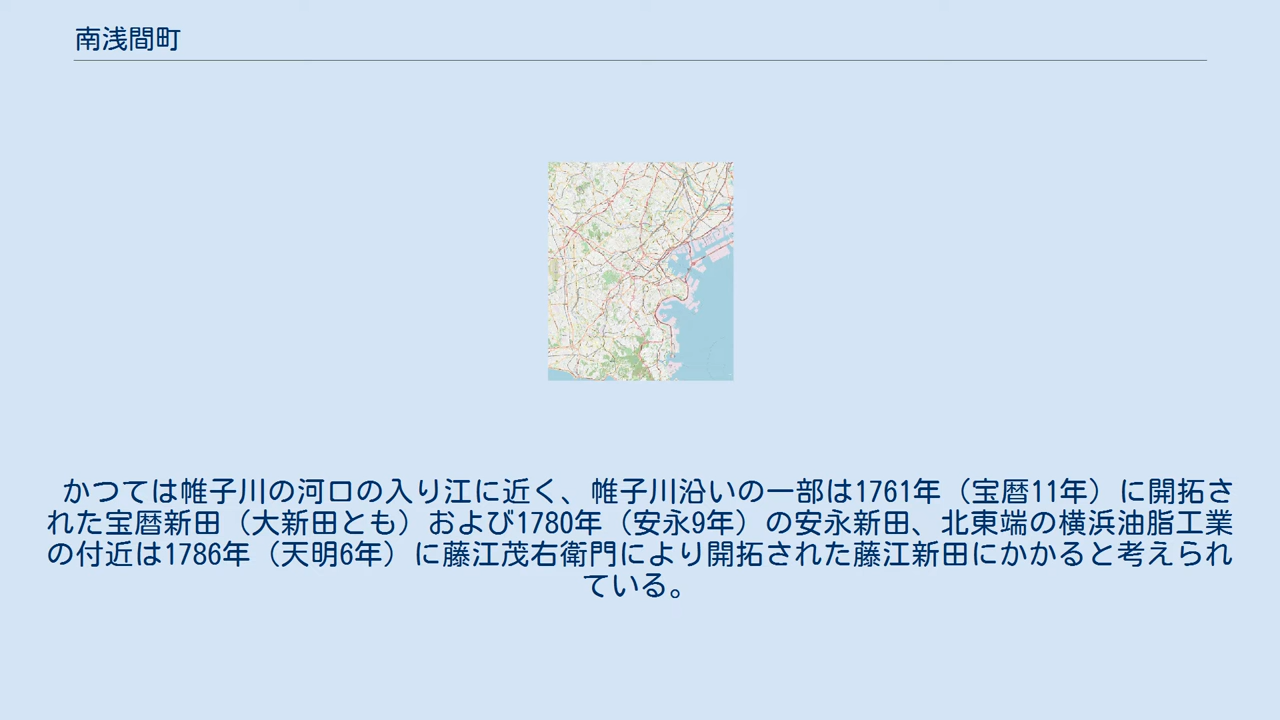 南浅間町
かつては帷子川の河口の入り江に近く、帷子川沿いの一部は1761年（宝暦11年）に開拓さ
れた宝暦新田（大新田とも）および1780年（安永9年）の安永新田、北東端の横浜油脂工業
の付近は1786年（天明6年）に藤江茂右衛門により開拓された藤江新田にかかると考えられ
ている。